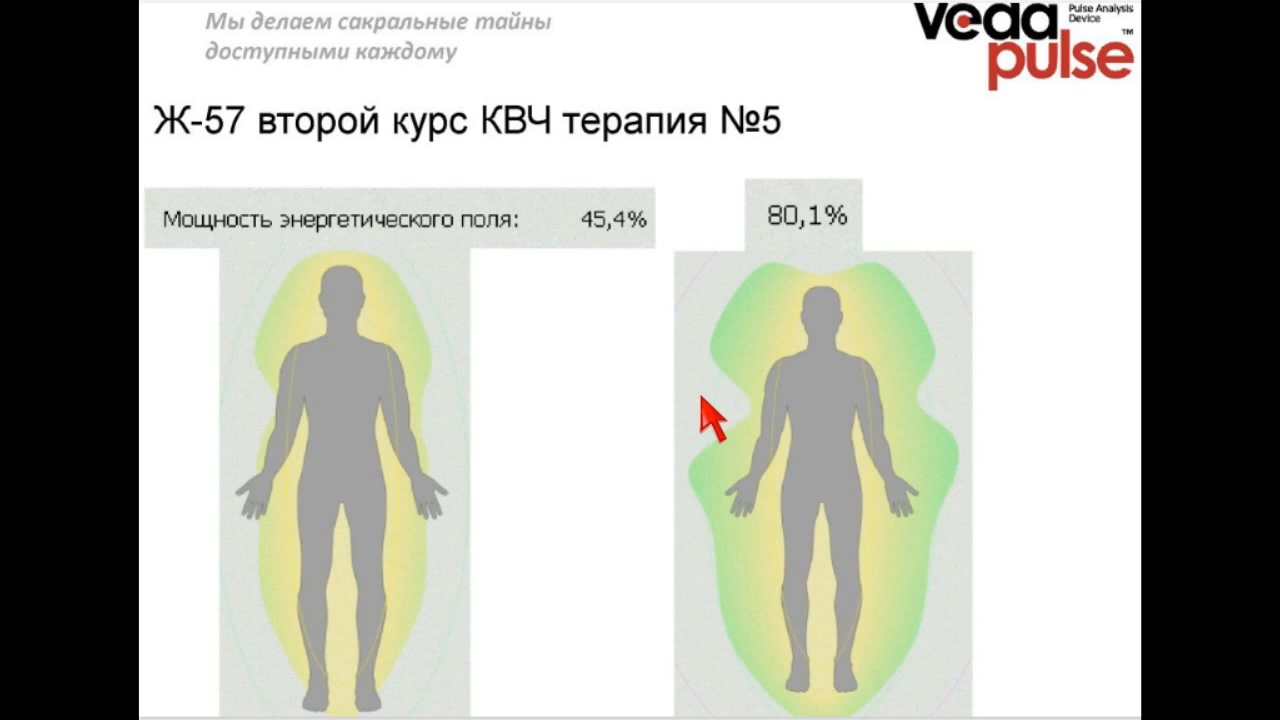 Мы делаем сакральные тайны
доступными каждому
veda
Pulse Analysis
Device
pulse
TM
Ж-57 второй курс КВЧ терапия №5
Мощность энергетического поля: 45,4%
80,1%